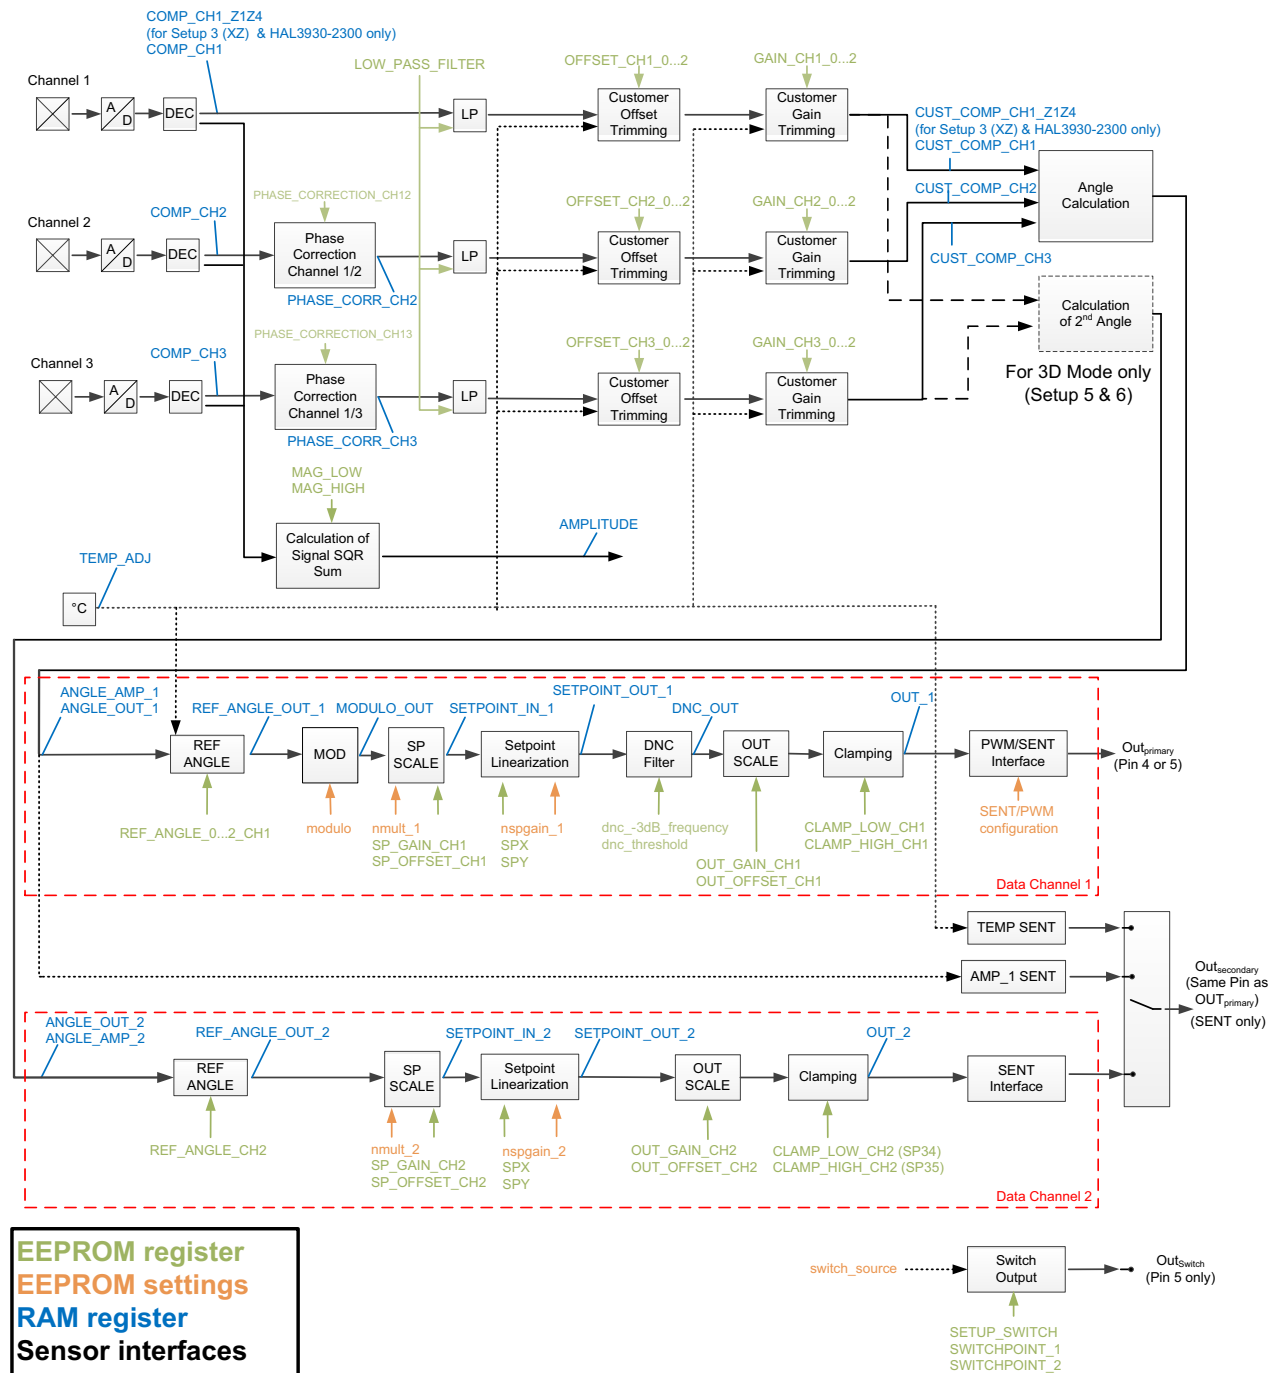 COMP_CH1_Z1Z4
(for Setup 3 (XZ) & HAL3930-2300 only)
COMP_CH1
LOW_PASS_FILTER
OFFSET_CH1_0...2
GAIN_CH1_0...2
Channel 1
A/D
DEC
LP
Customer
Offset
Trimming
Customer
Gain
Trimming
CUST_COMP_CH1_Z1Z4
(for Setup 3 (XZ) & HAL3930-2300 only)
CUST_COMP_CH1
Angle
Calculation
CUST_COMP_CH2
CUST_COMP_CH3
PHASE_CORRECTION_CH12
OFFSET_CH2_0...2
GAIN_CH2_0...2
Channel 2
COMP_CH2
A/D
DEC
Phase
Correction
Channel 1/2
PHASE_CORR_CH2
LP
Customer
Offset
Trimming
Customer
Gain
Trimming
Calculation
of 2nd Angle
For 3D Mode only
(Setup 5 & 6)
PHASE_CORRECTION_CH13
OFFSET_CH3_0...2
GAIN_CH3_0...2
Channel 3
COMP_CH3
A/D
DEC
Phase
Correction
Channel 1/3
PHASE_CORR_CH3
LP
Customer
Offset
Trimming
Customer
Gain
Trimming
MAG_LOW
MAG_HIGH
Calculation of
Signal SQR
Sum
AMPLITUDE
TEMP_ADJ
°C
ANGLE_AMP_1
ANGLE_OUT_1
REF_ANGLE_OUT_1
MODULO_OUT
SETPOINT_IN_1
SETPOINT_OUT_1
DNC_OUT
OUT_1
REF
ANGLE
MOD
SP
SCALE
Setpoint
Linearization
DNC
Filter
OUT
SCALE
Clamping
PWM/SENT
Interface
Outprimary
(Pin 4 or 5)
REF_ANGLE_0...2_CH1
modulo
nmult_1
SP_GAIN_CH1
SP_OFFSET_CH1
nspgain_1
SPX
SPY
dnc_-3dB_frequency
dnc_threshold
OUT_GAIN_CH1
OUT_OFFSET_CH1
CLAMP_LOW_CH1
CLAMP_HIGH_CH1
SENT/PWM
configuration
Data Channel 1
TEMP SENT
AMP_1 SENT
Outsecondary
(Same Pin as
OUTprimary)
(SENT only)
ANGLE_OUT_2
ANGLE_AMP_2
REF_ANGLE_OUT_2
SETPOINT_IN_2
SETPOINT_OUT_2
OUT_2
REF
ANGLE
SP
SCALE
Setpoint
Linearization
OUT
SCALE
Clamping
SENT
Interface
REF_ANGLE_CH2
nmult_2
SP_GAIN_CH2
SP_OFFSET_CH2
nspgain_2
SPX
SPY
OUT_GAIN_CH2
OUT_OFFSET_CH2
CLAMP_LOW_CH2 (SP34)
CLAMP_HIGH_CH2 (SP35)
Data Channel 2
EEPROM register
EEPROM settings
RAM register
Sensor interfaces
switch_source
Switch
Output
OutSwitch
(Pin 5 only)
SETUP_SWITCH
SWITCHPOINT_1
SWITCHPOINT_2